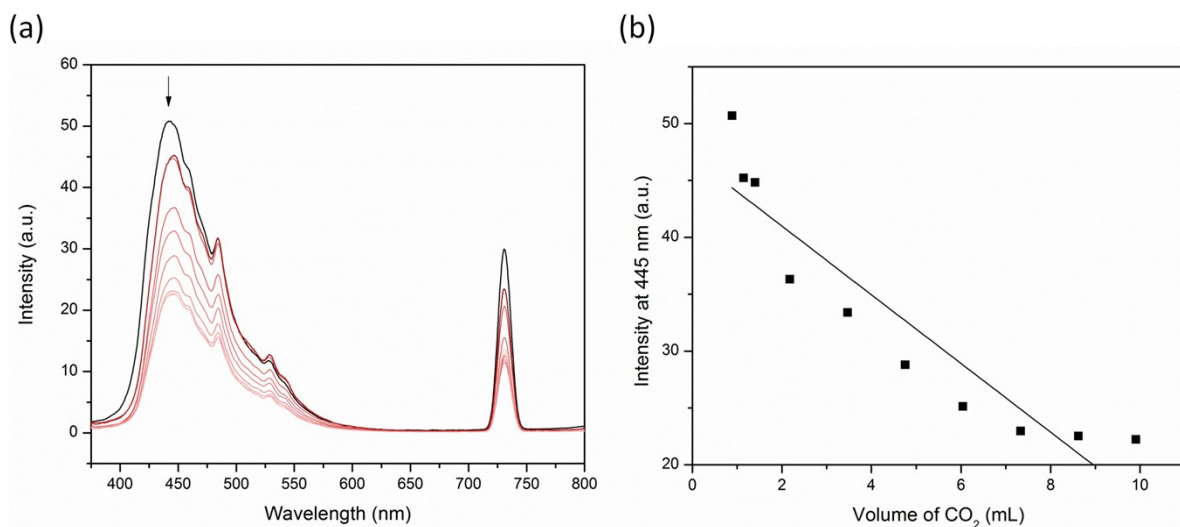 (a)
60
50
40
30
20
10
0
Intensity (a.u.)
400 450 500 550 600 650 700 750 800
Wavelength (nm)
(b)
50
40
30
20
Intensity at 445 nm (a.u.)
0 2 4 6 8 10
Volume of CO₂ (mL)